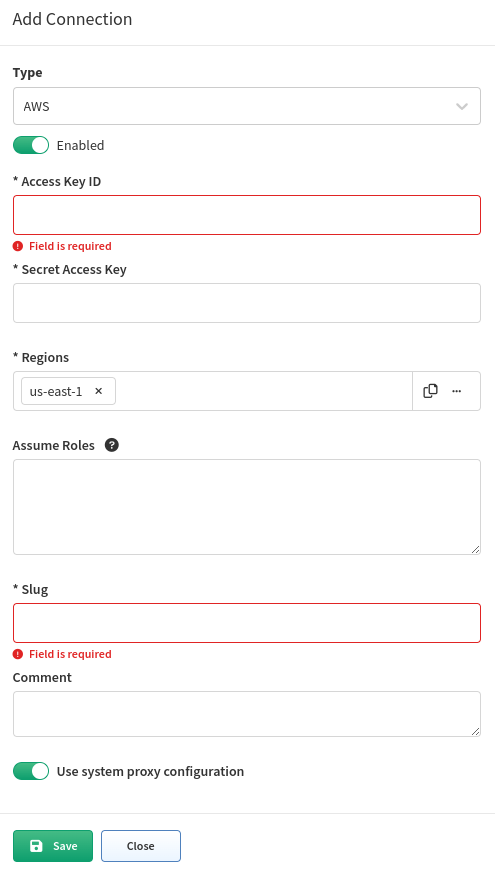 Add Connection
Type
AWS
Enabled
* Access Key ID
Field is required
* Secret Access Key
* Regions
us-east-1 ×
Assume Roles ?
* Slug
Field is required
Comment
Use system proxy configuration
Save Close